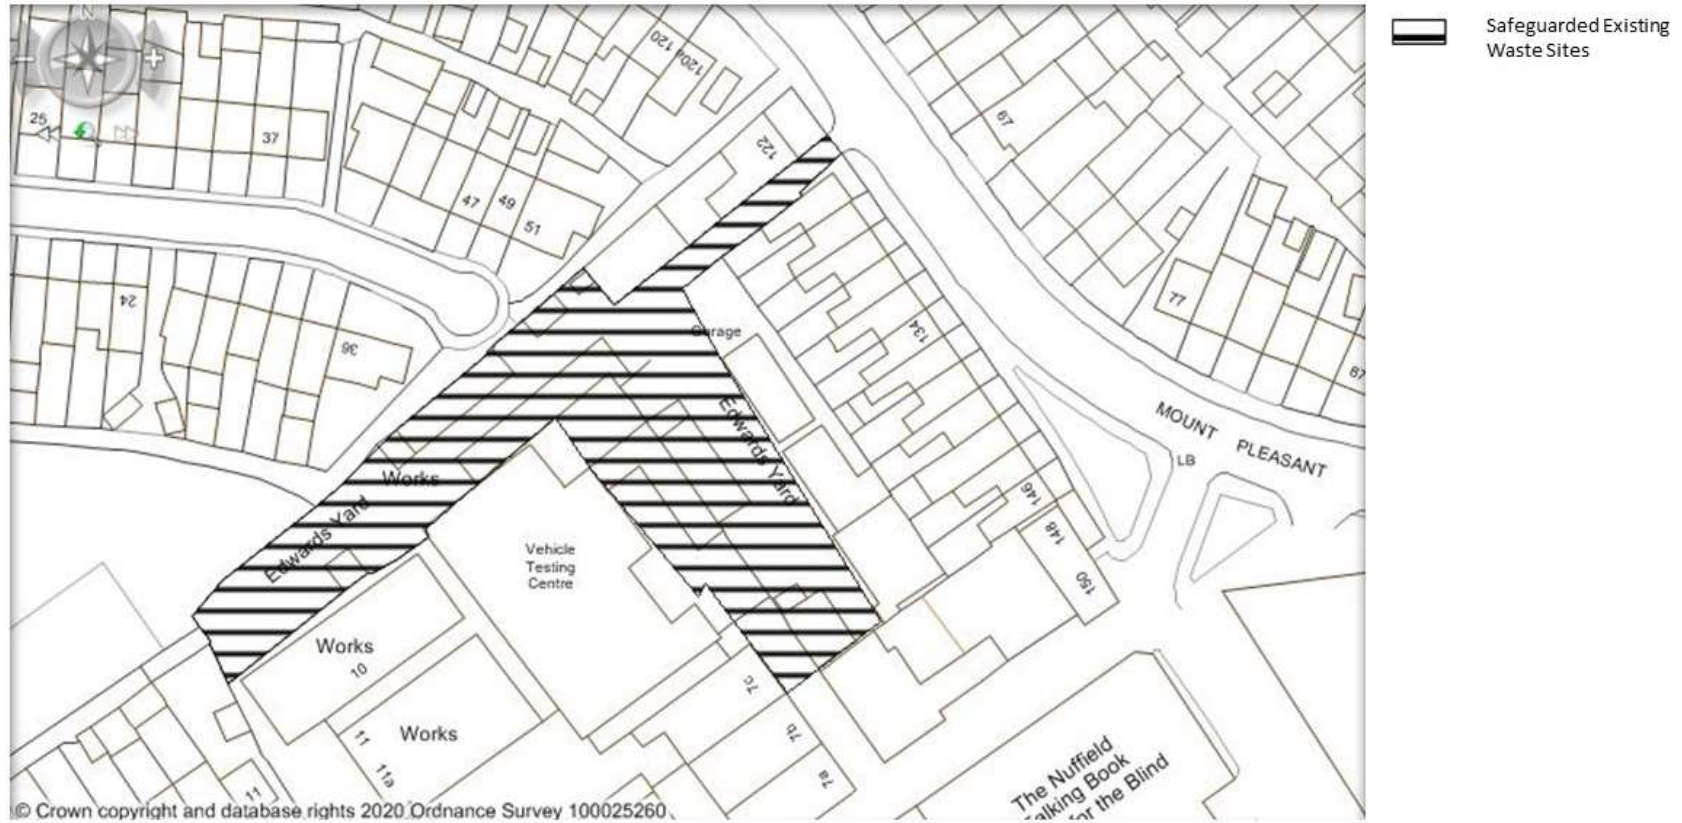 Safeguarded Existing
Waste Sites
N
120
120a
122
25
37
79
47
49
51
24
36
77
134
87
Garage
MOUNT PLEASANT
LB
Edwards Yard
Works
Edwards Yard
146
148
150
Vehicle
Testing
Centre
Works
10
7c
7b
7a
Works
11
11a
11
The Nuffield
alking Book
for the Blind
© Crown copyright and database rights 2020 Ordnance Survey 100025260